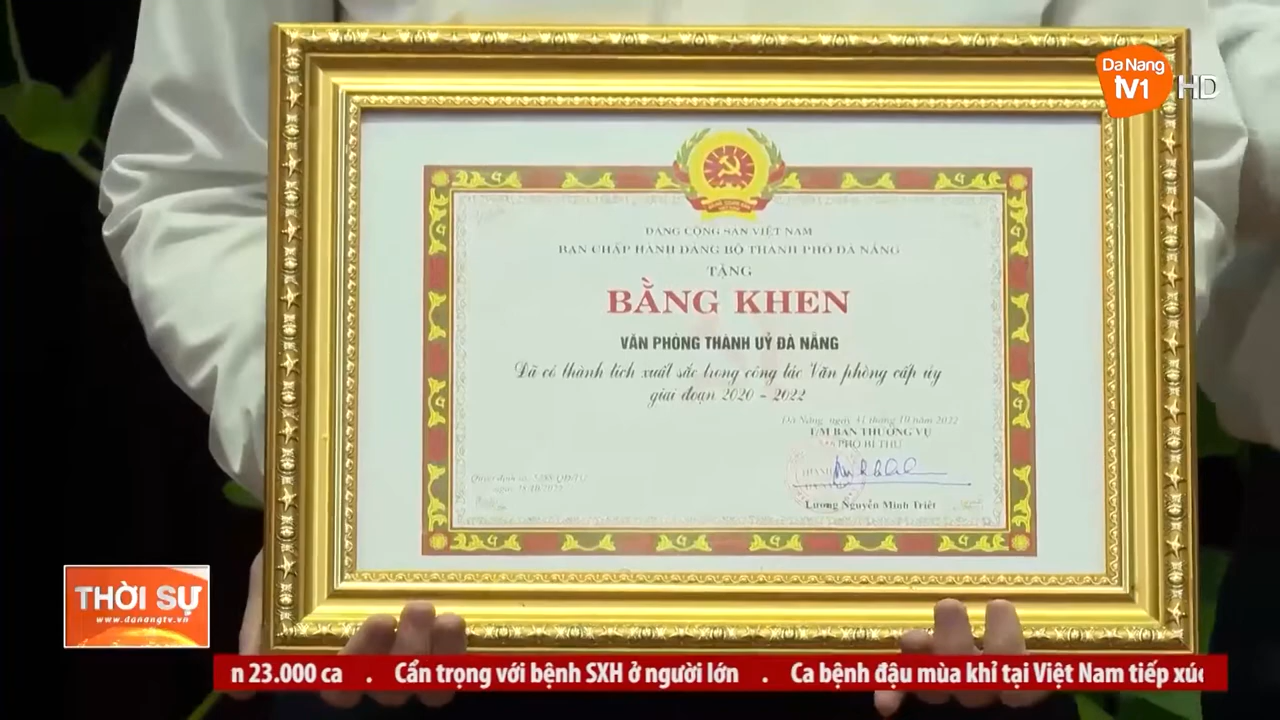 Da Nang
TV1 HD
ĐẢNG CỘNG SẢN VIỆT NAM
BAN CHẤP HÀNH ĐẢNG BỘ THÀNH PHỐ ĐÀ NẴNG
TẶNG
BẰNG KHEN
VĂN PHÒNG THÀNH UỶ ĐÀ NẴNG
Đã có thành tích xuất sắc trong công tác Văn phòng cấp ủy
giai đoạn 2020 - 2022
Đà Nẵng, ngày 31 tháng 10 năm 2022
T/M BAN THƯỜNG VỤ
PHÓ BÍ THƯ
Quyết định số:
Lương Nguyễn Minh Triết
THỜI SỰ
www.danangtv.vn
n 23.000 ca . Cẩn trọng với bệnh SXH ở người lớn . Ca bệnh đậu mùa khỉ tại Việt Nam tiếp xúc